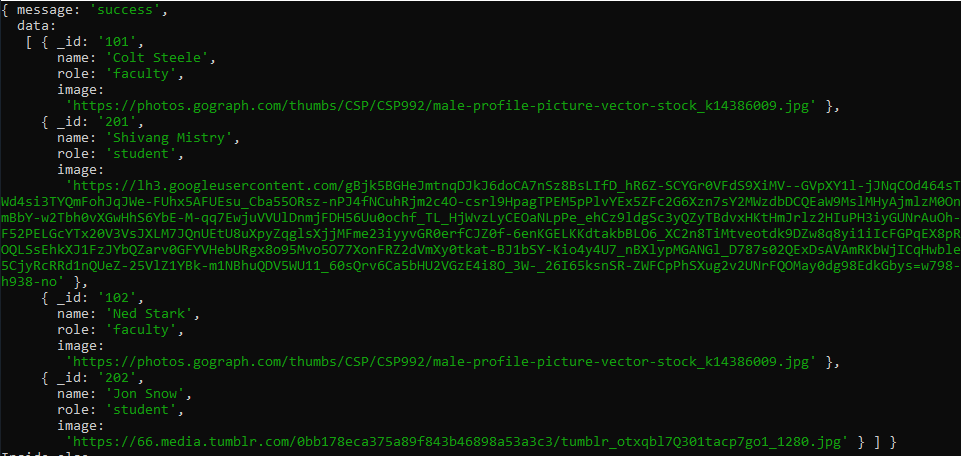 { message: 'success',
data:
[ { _id: '101',
name: 'Colt Steele',
role: 'faculty',
image:
'https://photos.gograph.com/thumbs/CSP/CSP992/male-profile-picture-vector-stock_k14386009.jpg' },
{ _id: '201',
name: 'Shivang Mistry',
role: 'student',
image:
'https://lh3.googleusercontent.com/gBjk5BGHeJmtnqDJkJ6doCA7nSz8BsLIfD_hR6Z-SCYGr0VFdS9XiMV--GVpXY1l-jJNqCOd464sT
Wd4si3TYQmFohJqJWe-FUhx5AFUEsu_Cba55ORsz-nPJ4fNCuhRjm2c4O-csrl9HpagTPEM5pPlvYEx5ZFc2G6Xzn7sY2MWzdbDCQEaW9MslMHyAjmlzM0On
mBbY-w2Tbh0vXGwHhS6YbE-M-qq7EwjuVVUlDnmjFDH56Uu0ochf_TL_HjWvzLyCEOaNLpPe_ehCz9ldgSc3yQZyTBdvxHKtHmJrlz2HIuPH3iyGUNrAuOh-
F52PELGcYTx20V3VsJXLM7JQnUEtU8uXpyZqglsXjjMFme23iyyvGR0erfCJZ0f-6enKGELKKdtakbBLO6_XC2n8TiMtveotdk9DZw8q8yi1iIcFGPqEX8pR
OQLSsEhkXJ1FzJYbQZarv0GFYVHebURgx8o95Mvo5O77XonFRZ2dVmXy0tkat-BJ1bSY-Kio4y4U7_nBXlypMGANGl_D787s02QExDsAVAmRKbWjICqHwble
5CjyRcRRd1nQUeZ-25VlZ1YBk-m1NBhuQDV5WU11_60sQrv6Ca5bHU2VGzE4i8O_3W-_26I65ksnSR-ZWFCpPhSXug2v2UNrFQOMay0dg98EdkGbys=w798-
h938-no' },
{ _id: '102',
name: 'Ned Stark',
role: 'faculty',
image:
'https://photos.gograph.com/thumbs/CSP/CSP992/male-profile-picture-vector-stock_k14386009.jpg' },
{ _id: '202',
name: 'Jon Snow',
role: 'student',
image:
'https://66.media.tumblr.com/0bb178eca375a89f843b46898a53a3c3/tumblr_otxqbl7Q301tacp7go1_1280.jpg' } ] }